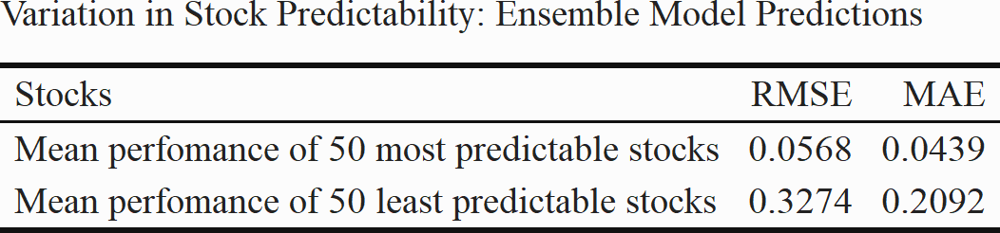 Variation in Stock Predictability: Ensemble Model Predictions
Stocks RMSE MAE
Mean perfomance of 50 most predictable stocks 0.0568 0.0439
Mean perfomance of 50 least predictable stocks 0.3274 0.2092